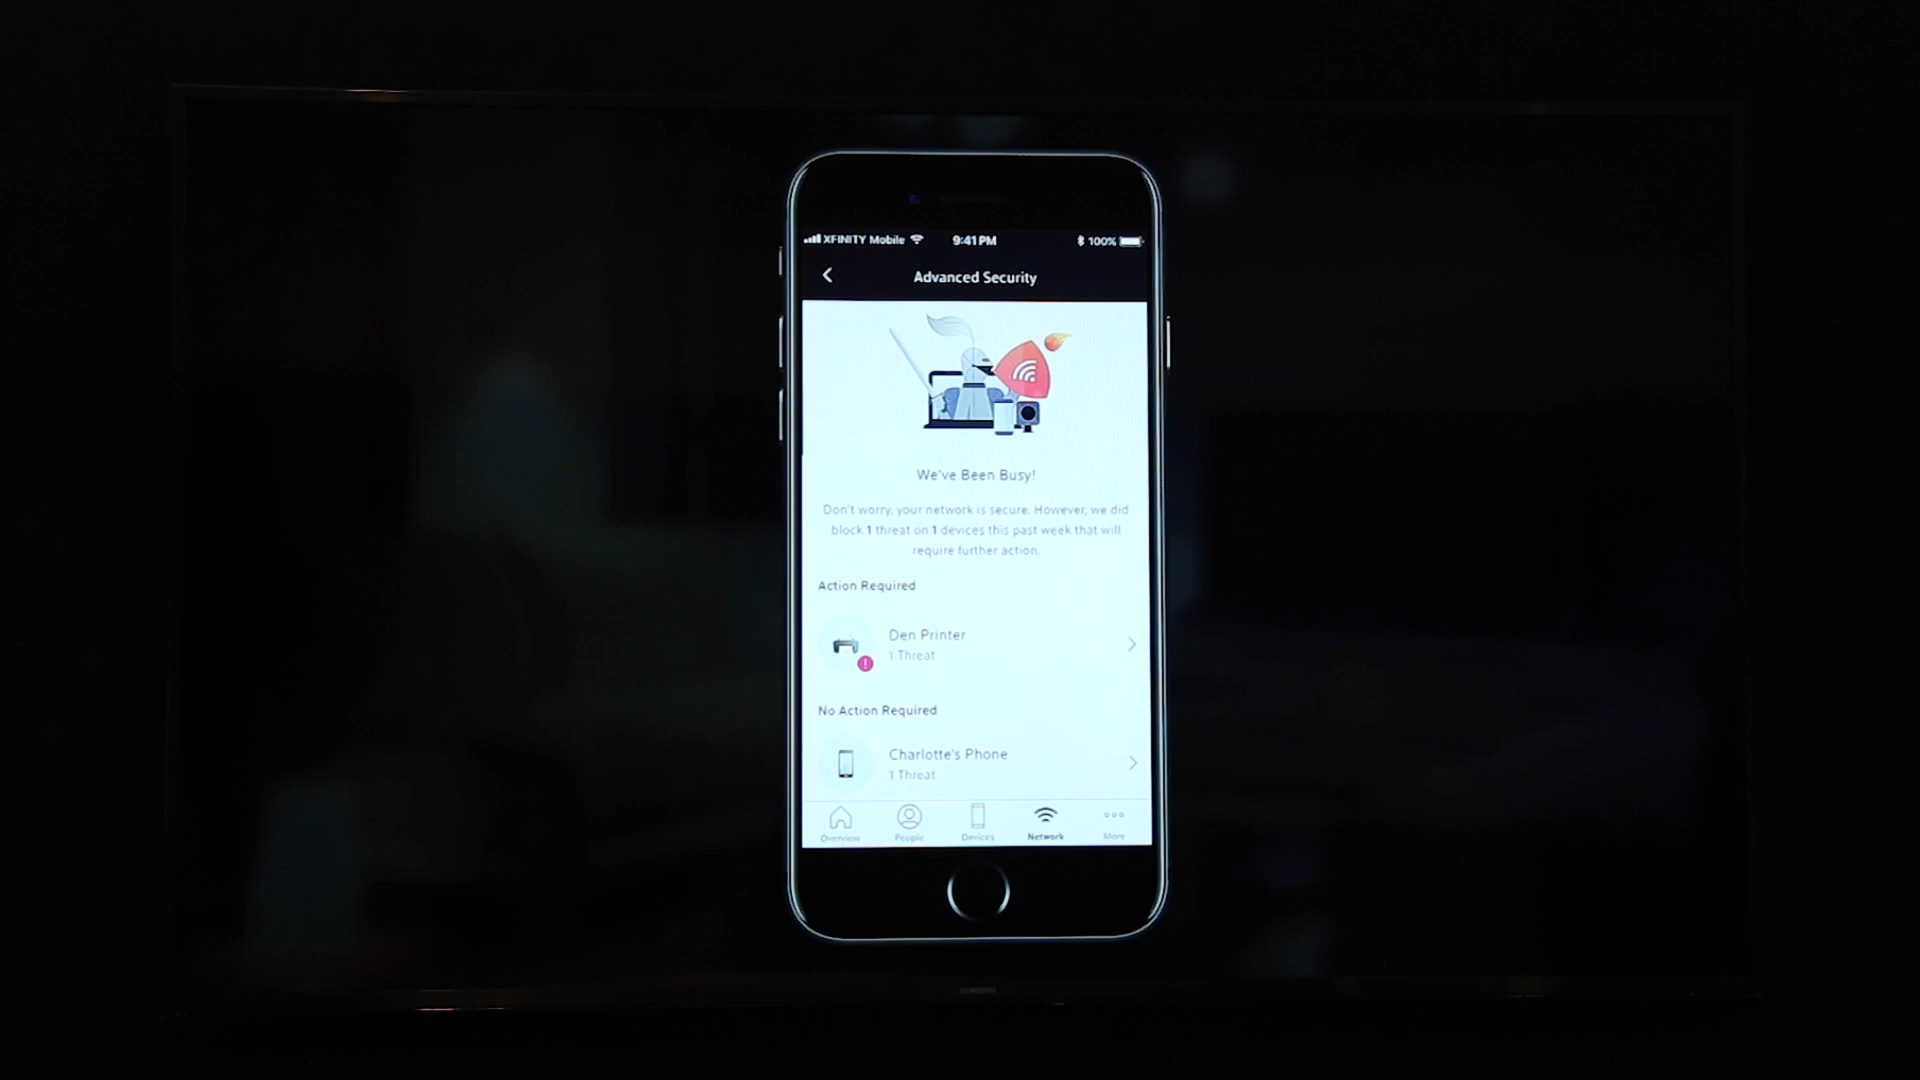 XFINITY Mobile 9:41 PM 100%
Advanced Security
We've Been Busy!
Don't worry, your network is secure. However, we did
block 1 threat on 1 devices this past week that will
require further action.
Action Required
Den Printer
1 Threat
No Action Required
Charlotte's Phone
1 Threat
Overview People Devices Network More
SAMSUNG